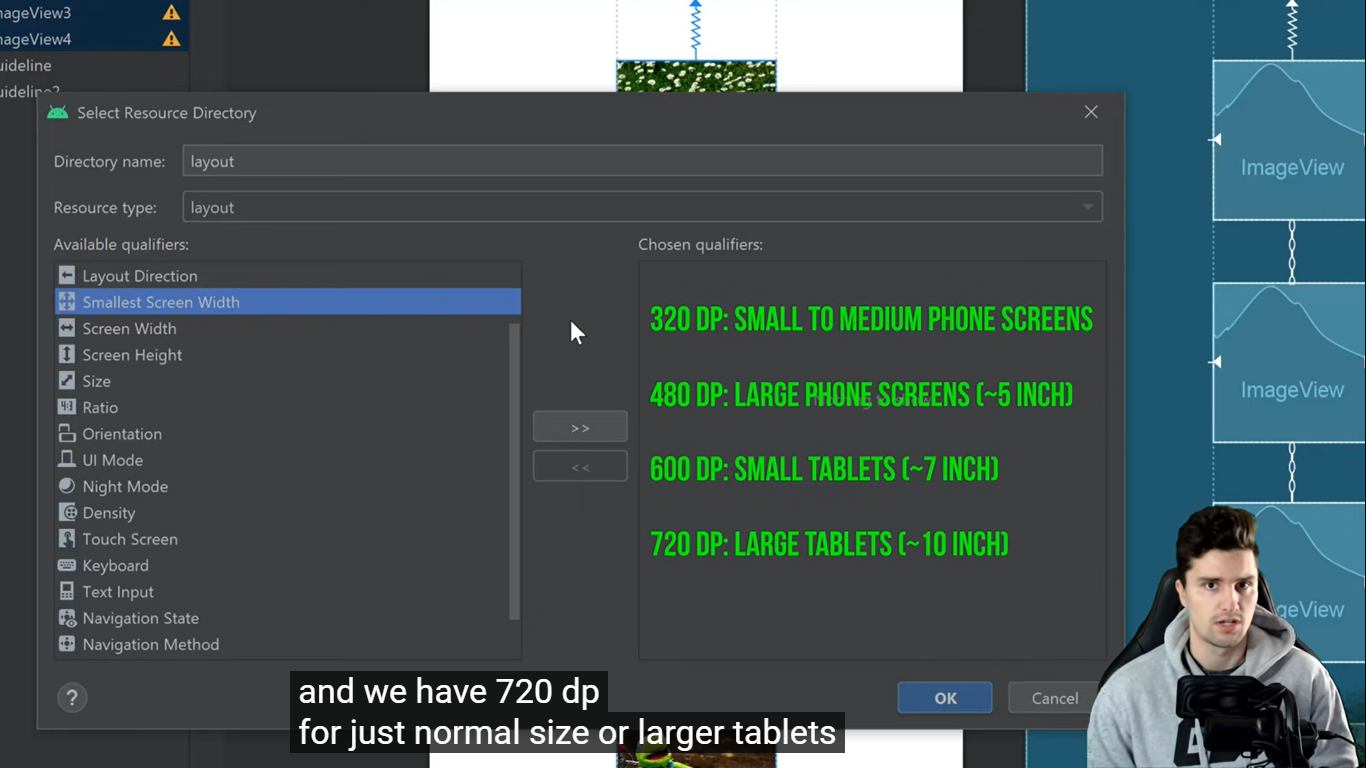 ageView3
ageView4
uideline
uideline2
Select Resource Directory
Directory name:
layout
Resource type:
layout
Available qualifiers:
Chosen qualifiers:
Layout Direction
Smallest Screen Width
Screen Width
Screen Height
Size
Ratio
Orientation
UI Mode
Night Mode
Density
Touch Screen
Keyboard
Text Input
Navigation State
Navigation Method
>>
<<
320 DP: SMALL TO MEDIUM PHONE SCREENS
480 DP: LARGE PHONE SCREENS (~5 INCH)
600 DP: SMALL TABLETS (~7 INCH)
720 DP: LARGE TABLETS (~10 INCH)
?
OK
Cancel
ImageView
ImageView
geView
and we have 720 dp
for just normal size or larger tablets